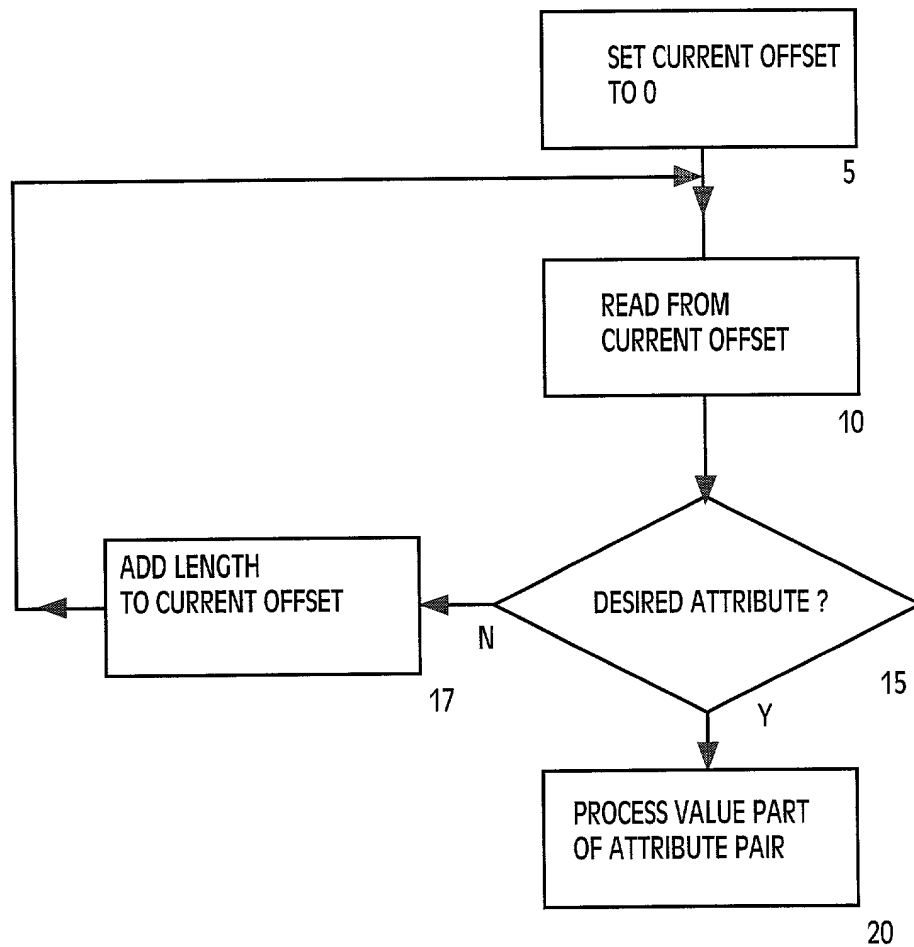 SET CURRENT OFFSET
TO 0
5
READ FROM
CURRENT OFFSET
10
DESIRED ATTRIBUTE ?
15
N
ADD LENGTH
TO CURRENT OFFSET
17
Y
PROCESS VALUE PART
OF ATTRIBUTE PAIR
20